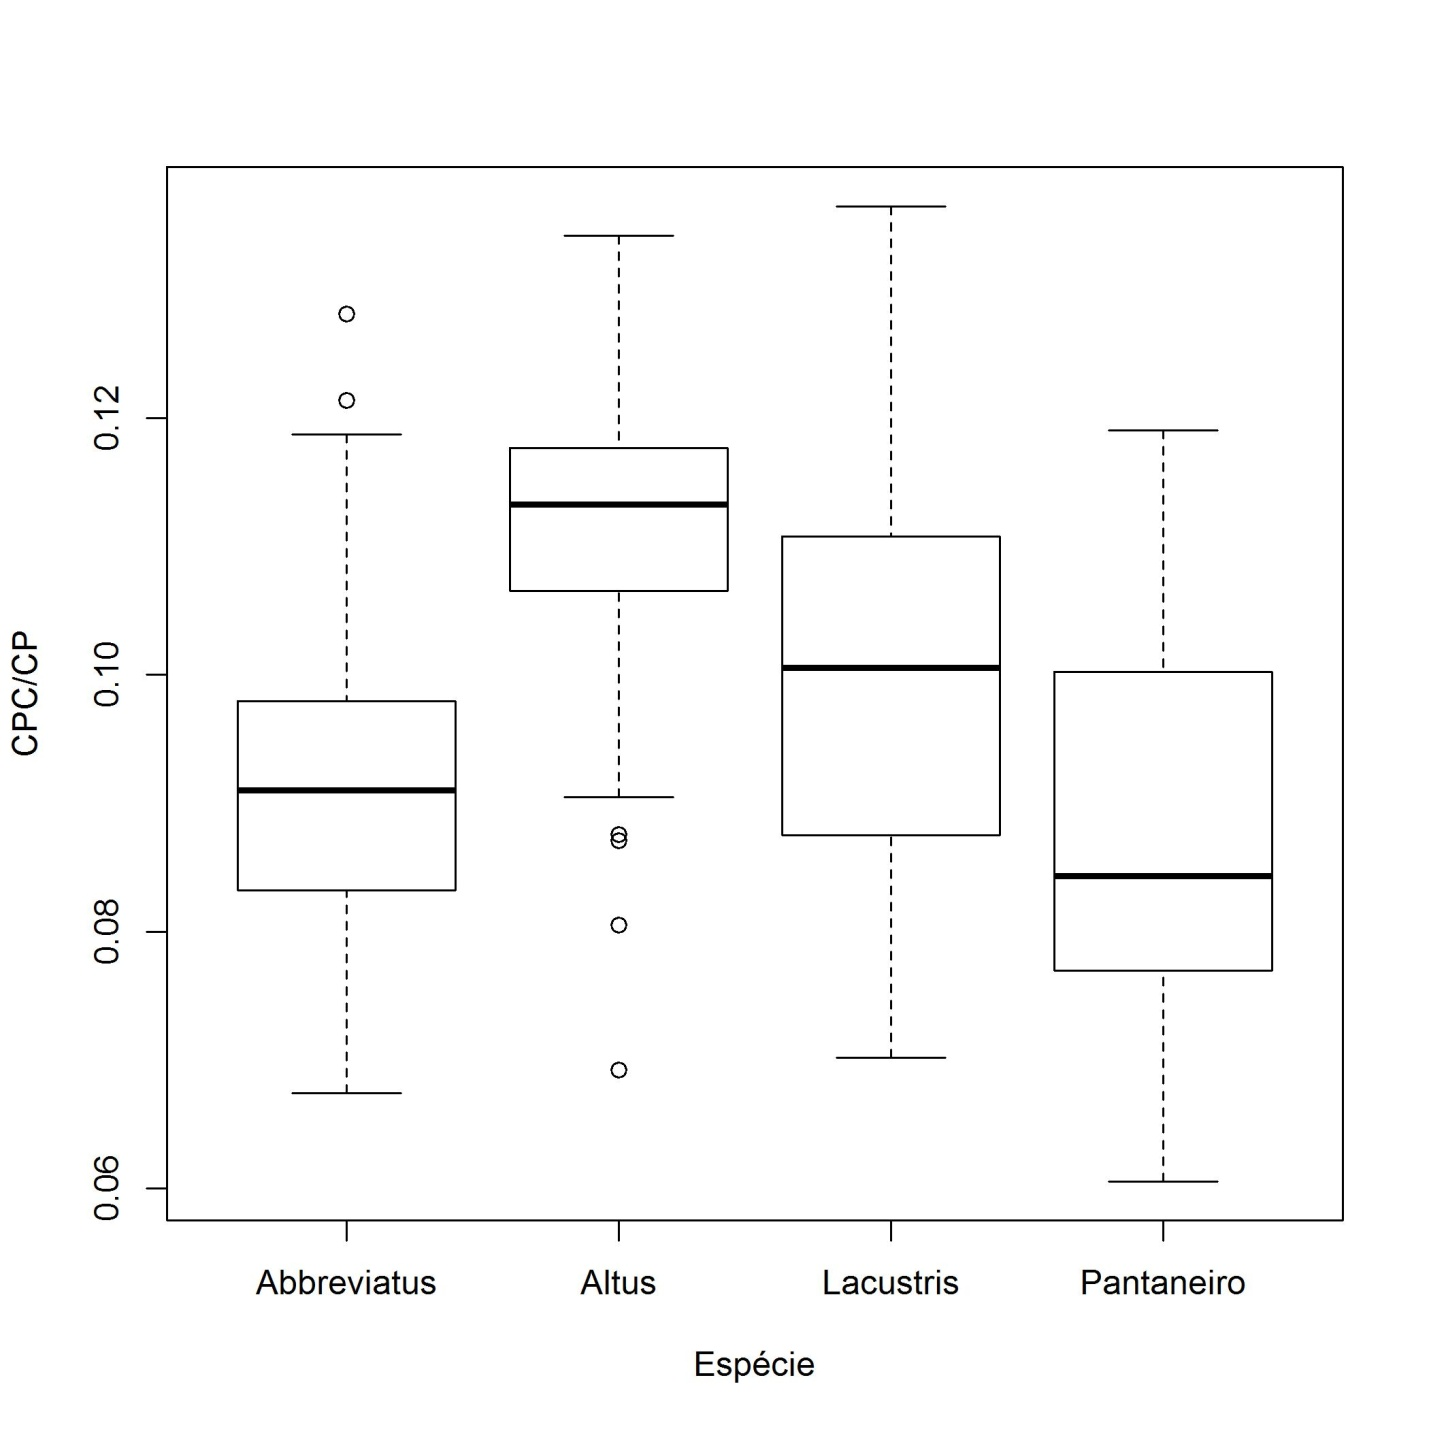 CPC/CP
0.12
0.10
0.08
0.06
Abbreviatus Altus Lacustris Pantaneiro
Espécie